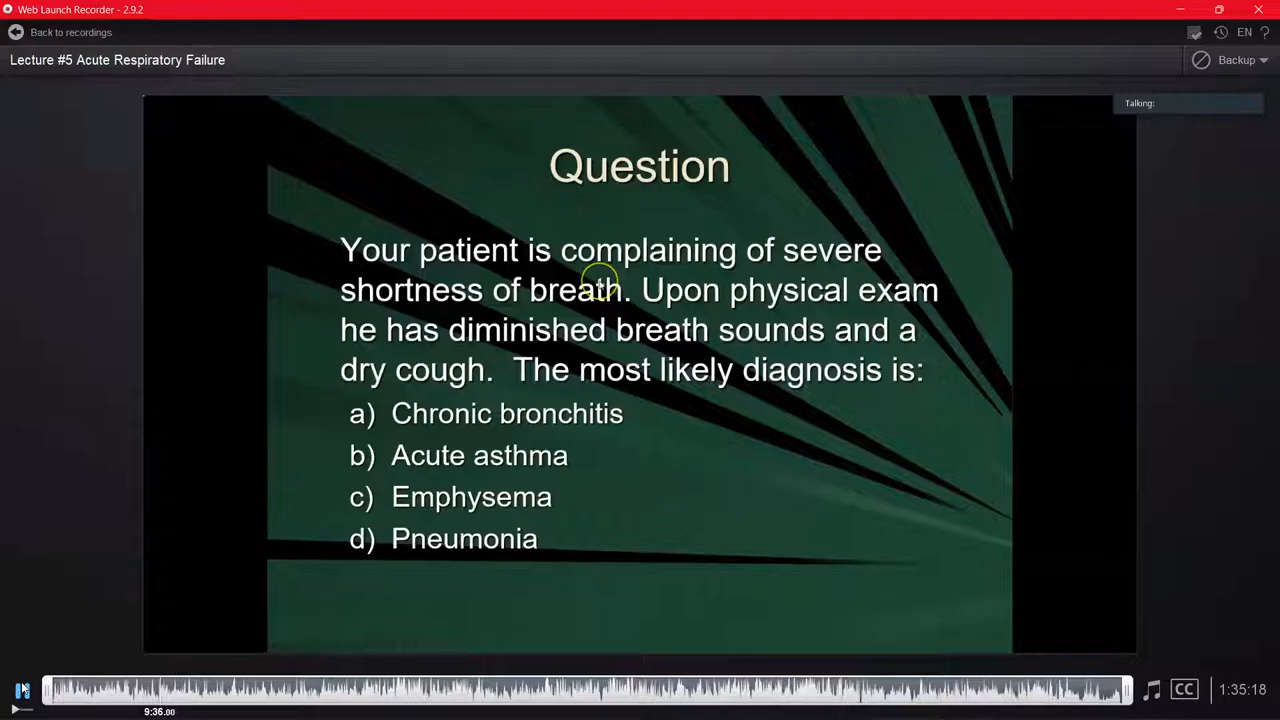 Web Launch Recorder - 2.9.2
Back to recordings
EN ?
Lecture #5 Acute Respiratory Failure
Backup
Talking:
Question
Your patient is complaining of severe
shortness of breath. Upon physical exam
he has diminished breath sounds and a
dry cough. The most likely diagnosis is:
a) Chronic bronchitis
b) Acute asthma
c) Emphysema
d) Pneumonia
CC
1:35:18
9:36.00